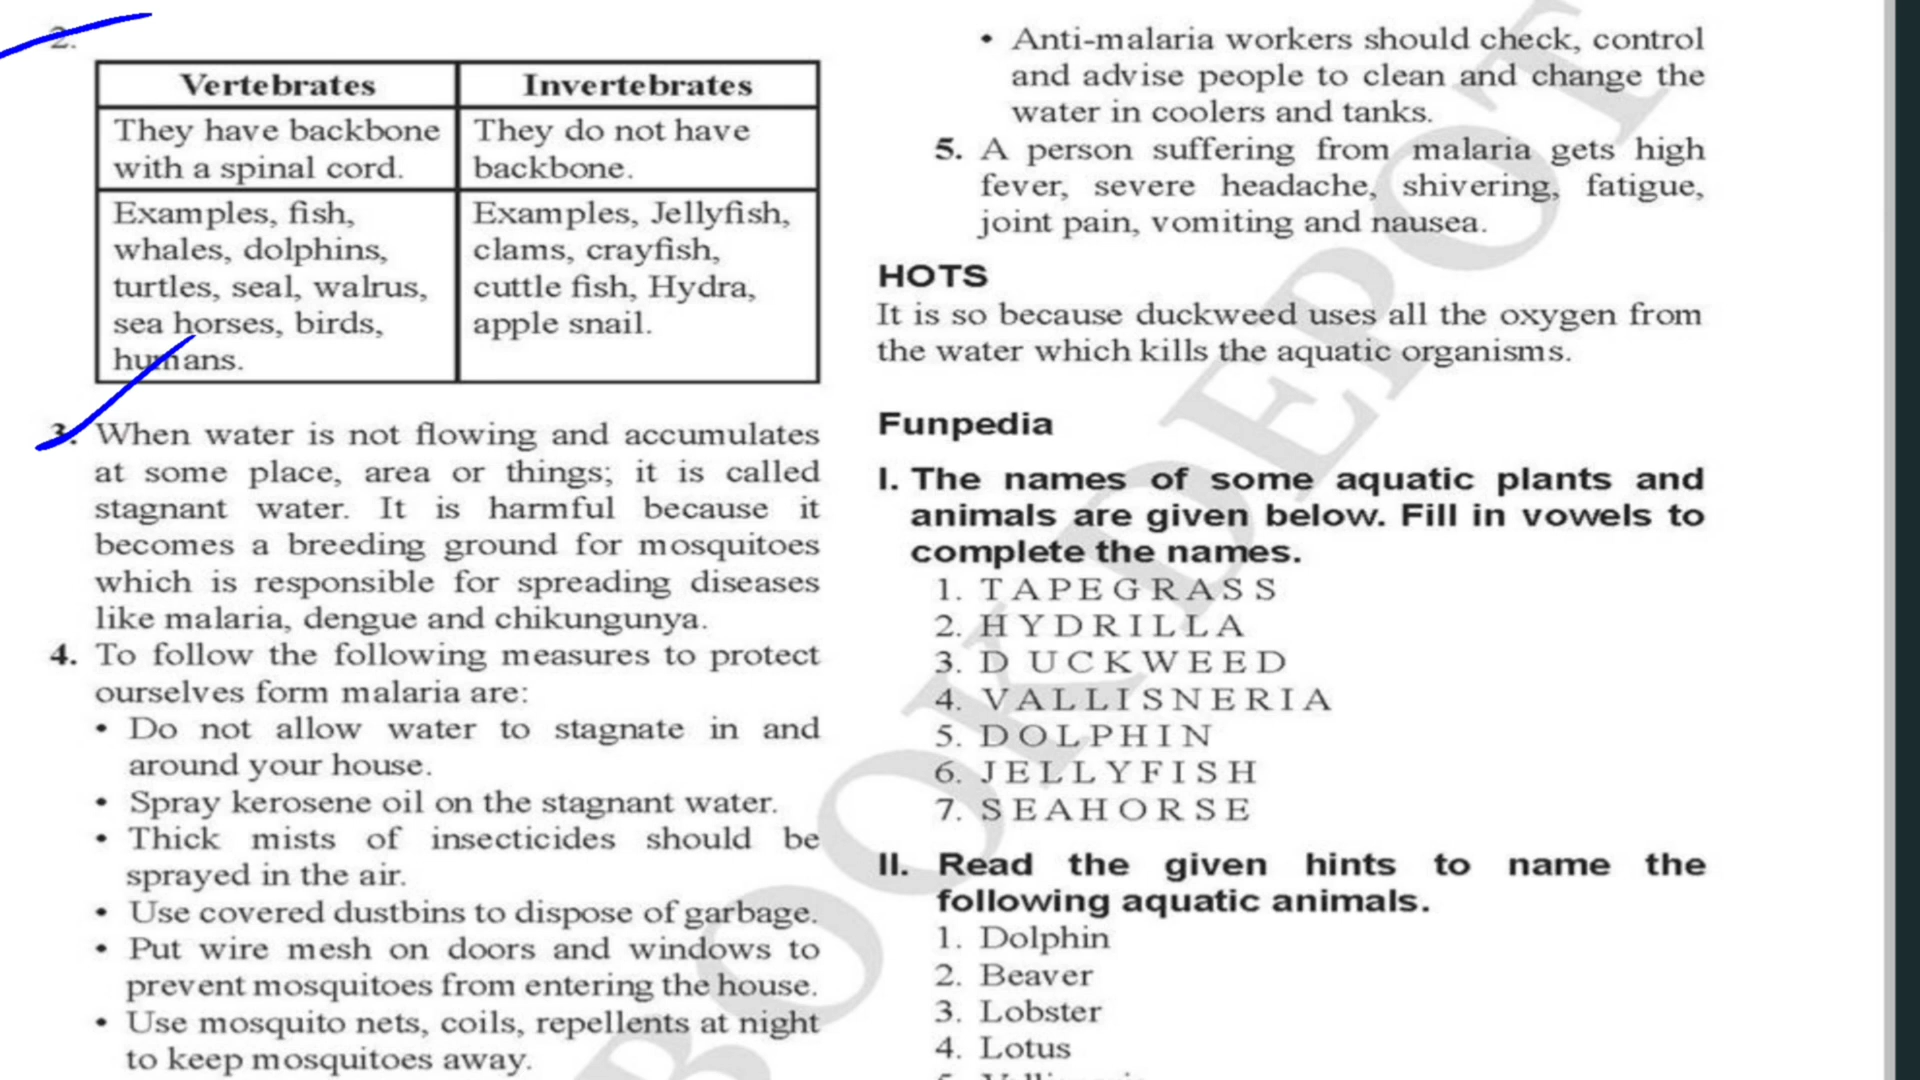 2.
Vertebrates
Invertebrates
They have backbone
with a spinal cord.
They do not have
backbone.
Examples, fish,
whales, dolphins,
turtles, seal, walrus,
sea horses, birds,
humans.
Examples, Jellyfish,
clams, crayfish,
cuttle fish, Hydra,
apple snail.
3. When water is not flowing and accumulates
at some place, area or things; it is called
stagnant water. It is harmful because it
becomes a breeding ground for mosquitoes
which is responsible for spreading diseases
like malaria, dengue and chikungunya.
4. To follow the following measures to protect
ourselves form malaria are:
• Do not allow water to stagnate in and
around your house.
• Spray kerosene oil on the stagnant water.
• Thick mists of insecticides should be
sprayed in the air.
• Use covered dustbins to dispose of garbage.
• Put wire mesh on doors and windows to
prevent mosquitoes from entering the house.
• Use mosquito nets, coils, repellents at night
to keep mosquitoes away.
• Anti-malaria workers should check, control
and advise people to clean and change the
water in coolers and tanks.
5. A person suffering from malaria gets high
fever, severe headache, shivering, fatigue,
joint pain, vomiting and nausea.
HOTS
It is so because duckweed uses all the oxygen from
the water which kills the aquatic organisms.
Funpedia
I. The names of some aquatic plants and
animals are given below. Fill in vowels to
complete the names.
1. T A P E G R A S S
2. H Y D R I L L A
3. D U C K W E E D
4. V A L L I S N E R I A
5. D O L P H I N
6. J E L L Y F I S H
7. S E A H O R S E
II. Read the given hints to name the
following aquatic animals.
1. Dolphin
2. Beaver
3. Lobster
4. Lotus
BOOK DEPOT